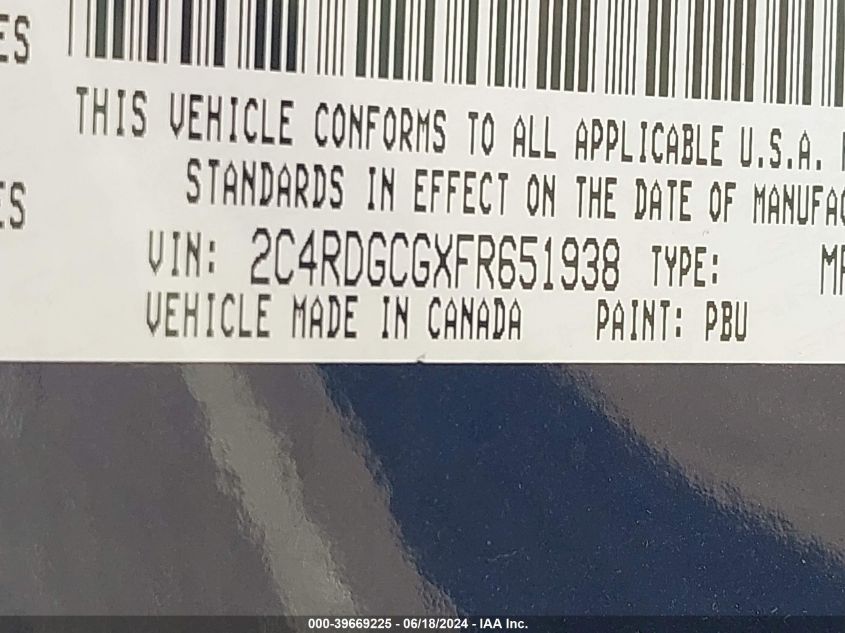 ES
THIS VEHICLE CONFORMS TO ALL APPLICABLE U.S.A.
STANDARDS IN EFFECT ON THE DATE OF MANUFAC
ES
VIN: 2C4RDGCGXFR651938 TYPE:
VEHICLE MADE IN CANADA PAINT: PBU
000-39669225 - 06/18/2024 - IAA Inc.